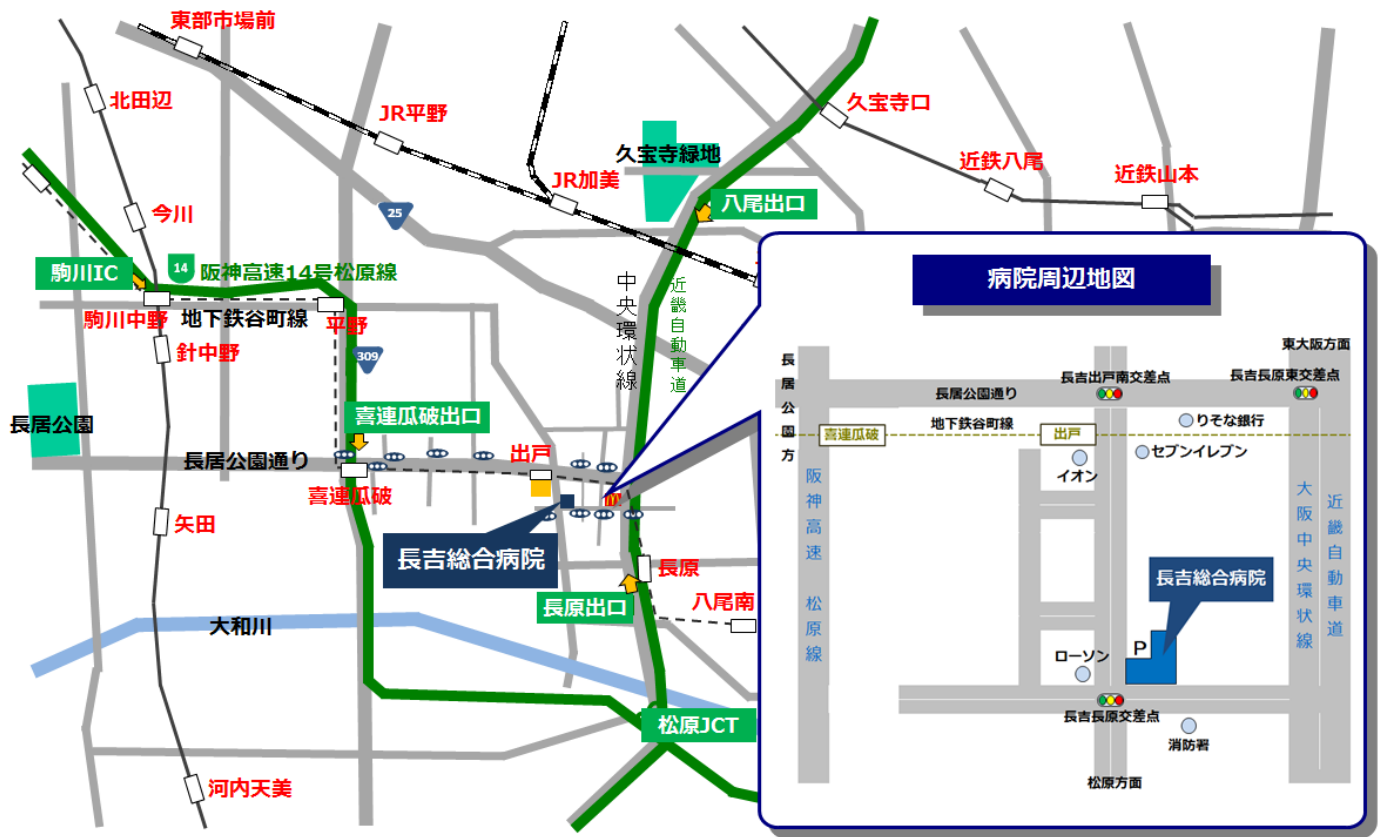 東部市場前
北田辺
JR平野
久宝寺口
久宝寺緑地
近鉄八尾
近鉄山本
JR加美
今川
25
八尾出口
駒川IC
14
阪神高速14号松原線
中央環状線
近畿自動車道
駒川中野
地下鉄谷町線
平野
針中野
309
長居公園
喜連瓜破出口
長居公園通り
出戸
喜連瓜破
矢田
長吉総合病院
長原
長原出口
八尾南
大和川
松原JCT
河内天美
病院周辺地図
東大阪方面
長居公園方
長吉出戸南交差点
長吉長原東交差点
長居公園通り
地下鉄谷町線
りそな銀行
喜連瓜破
出戸
セブンイレブン
イオン
阪神高速 松原線
大阪中央環状線
近畿自動車道
長吉総合病院
P
ローソン
長吉長原交差点
消防署
松原方面